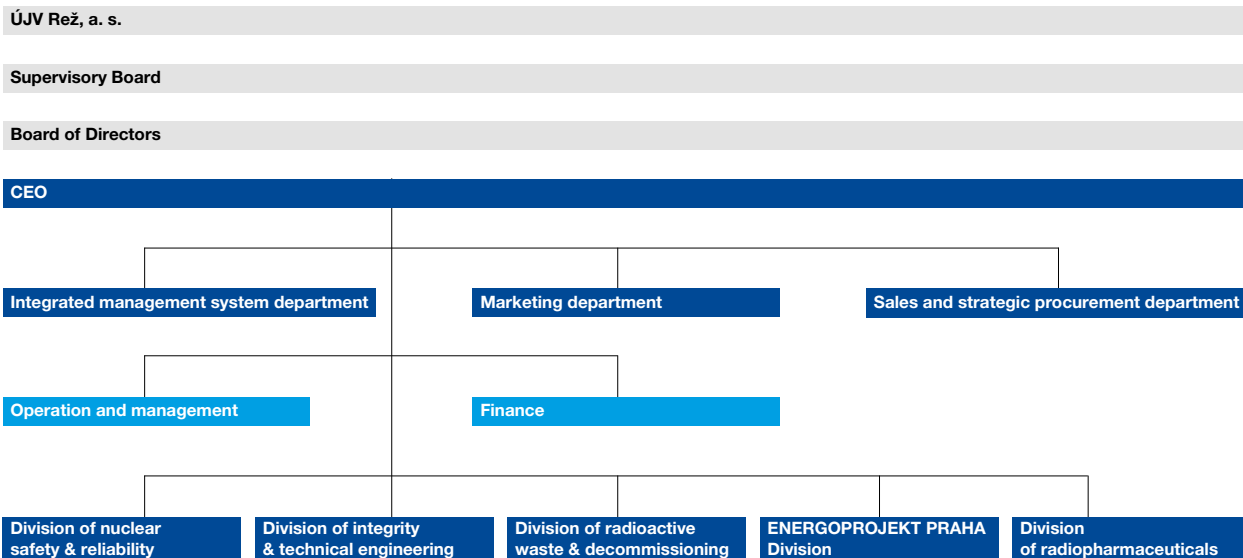 ÚJV Rež, a. s.
Supervisory Board
Board of Directors
CEO
Integrated management system department
Marketing department
Sales and strategic procurement department
Operation and management
Finance
Division of nuclear
safety & reliability
Division of integrity
& technical engineering
Division of radioactive
waste & decommissioning
ENERGOPROJEKT PRAHA
Division
Division
of radiopharmaceuticals